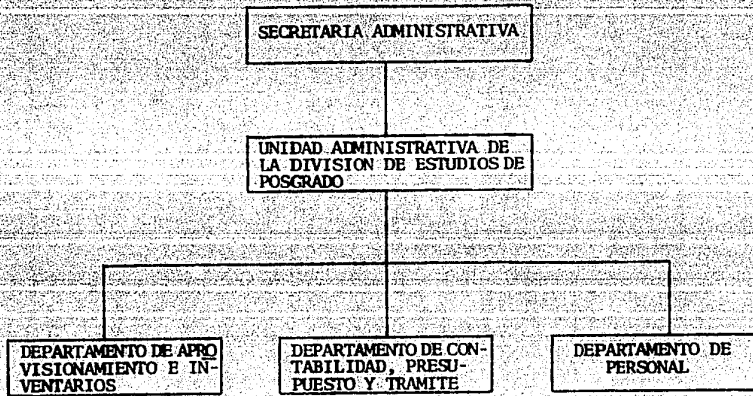 SECRETARIA ADMINISTRATIVA
UNIDAD ADMINISTRATIVA DE
LA DIVISION DE ESTUDIOS DE
POSGRADO
DEPARTAMENTO DE APRO
VISIONAMIENTO E IN-
VENTARIOS
DEPARTAMENTO DE CON-
TABILIDAD, PRESU-
PUESTO Y TRAMITE
DEPARTAMENTO DE
PERSONAL